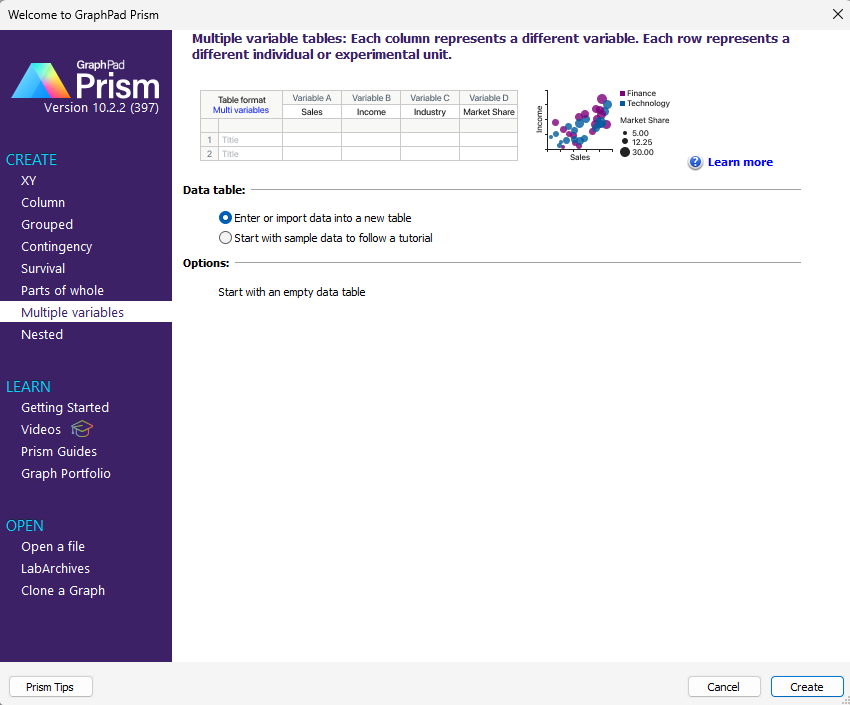 Welcome to GraphPad Prism
GraphPad
Prism
Version 10.2.2 (397)
CREATE
XY
Column
Grouped
Contingency
Survival
Parts of whole
Multiple variables
Nested
LEARN
Getting Started
Videos
Prism Guides
Graph Portfolio
OPEN
Open a file
LabArchives
Clone a Graph
Multiple variable tables: Each column represents a different variable. Each row represents a
different individual or experimental unit.
Table format Variable A Variable B Variable C Variable D
Multi variables Sales Income Industry Market Share
1 Title
2 Title
Income
Sales
Finance
Technology
Market Share
5.00
12.25
30.00
? Learn more
Data table:
Enter or import data into a new table
Start with sample data to follow a tutorial
Options:
Start with an empty data table
Prism Tips Cancel Create